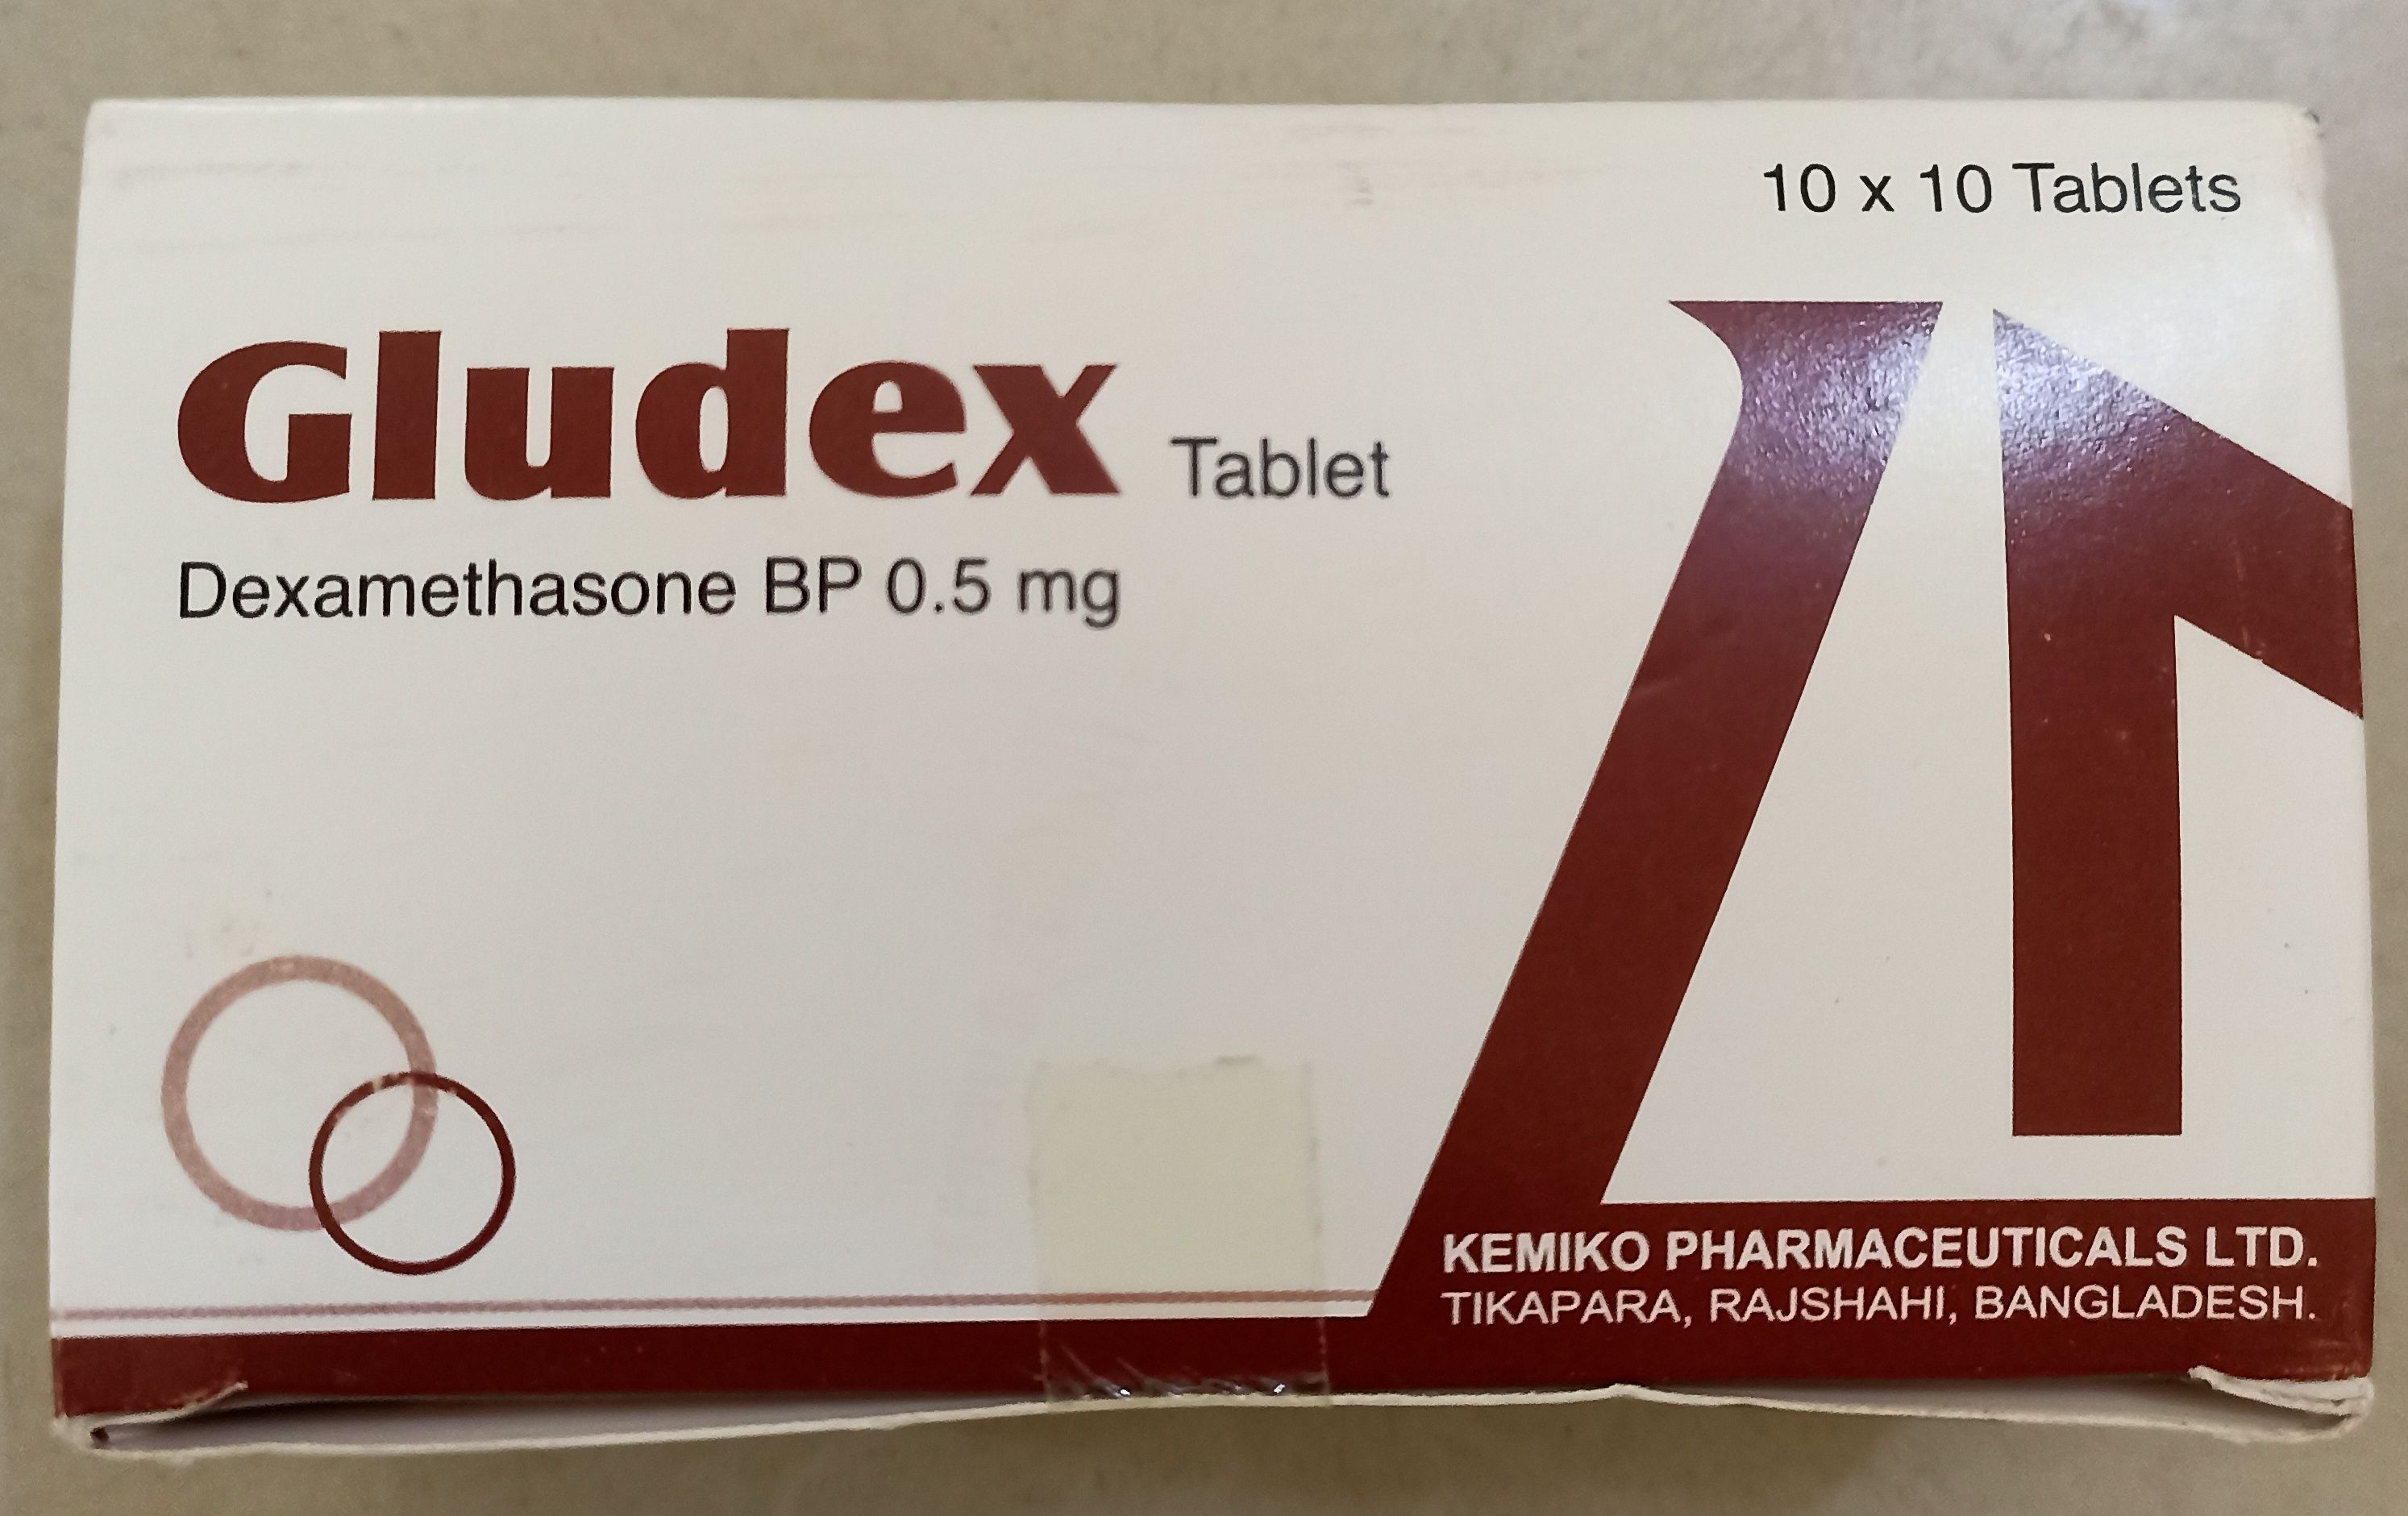 10 x 10 Tablets
Gludex Tablet
Dexamethasone BP 0.5 mg
KEMIKO PHARMACEUTICALS LTD.
TIKAPARA, RAJSHAHI, BANGLADESH.